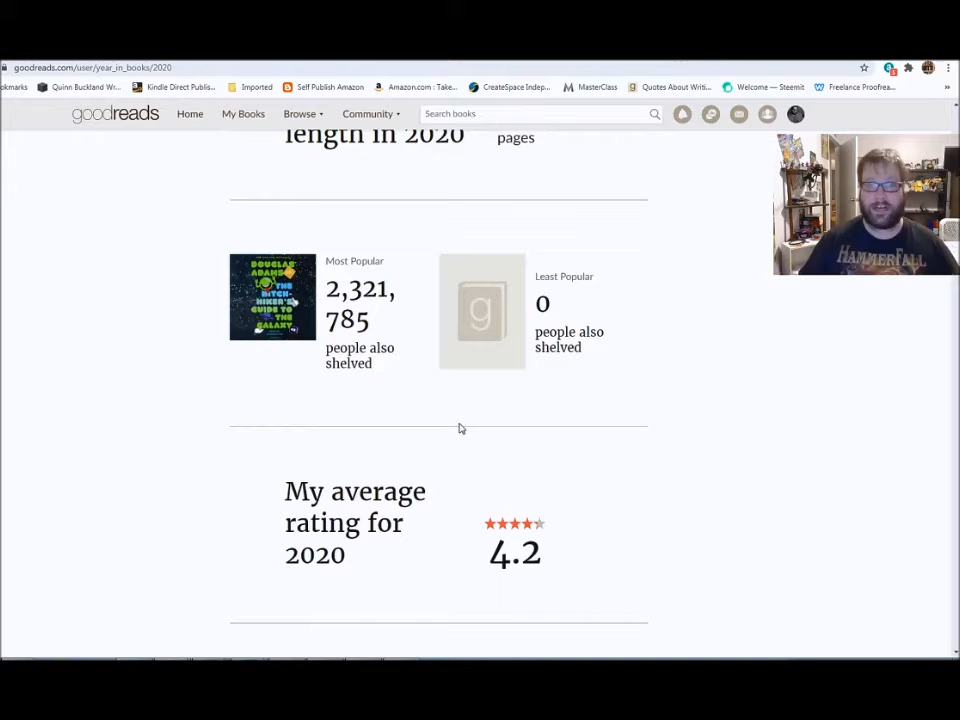 goodreads.com/user/year_in_books/2020
okmarks Quinn Buckland Wr... Kindle Direct Publis... Imported Self Publish Amazon Amazon.com : Take... CreateSpace Indep... MasterClass Quotes About Writi... Welcome — Steemit Freelance Proofrea... »
goodreads Home My Books Browse Community Search books
length in 2020
pages
DOUGLAS
ADAMS
THE
HITCH-
HIKER'S
GUIDE TO
THE
GALAXY
Most Popular
2,321,
785
people also
shelved
g
Least Popular
0
people also
shelved
My average
rating for
2020
4.2
HAMMERFALL